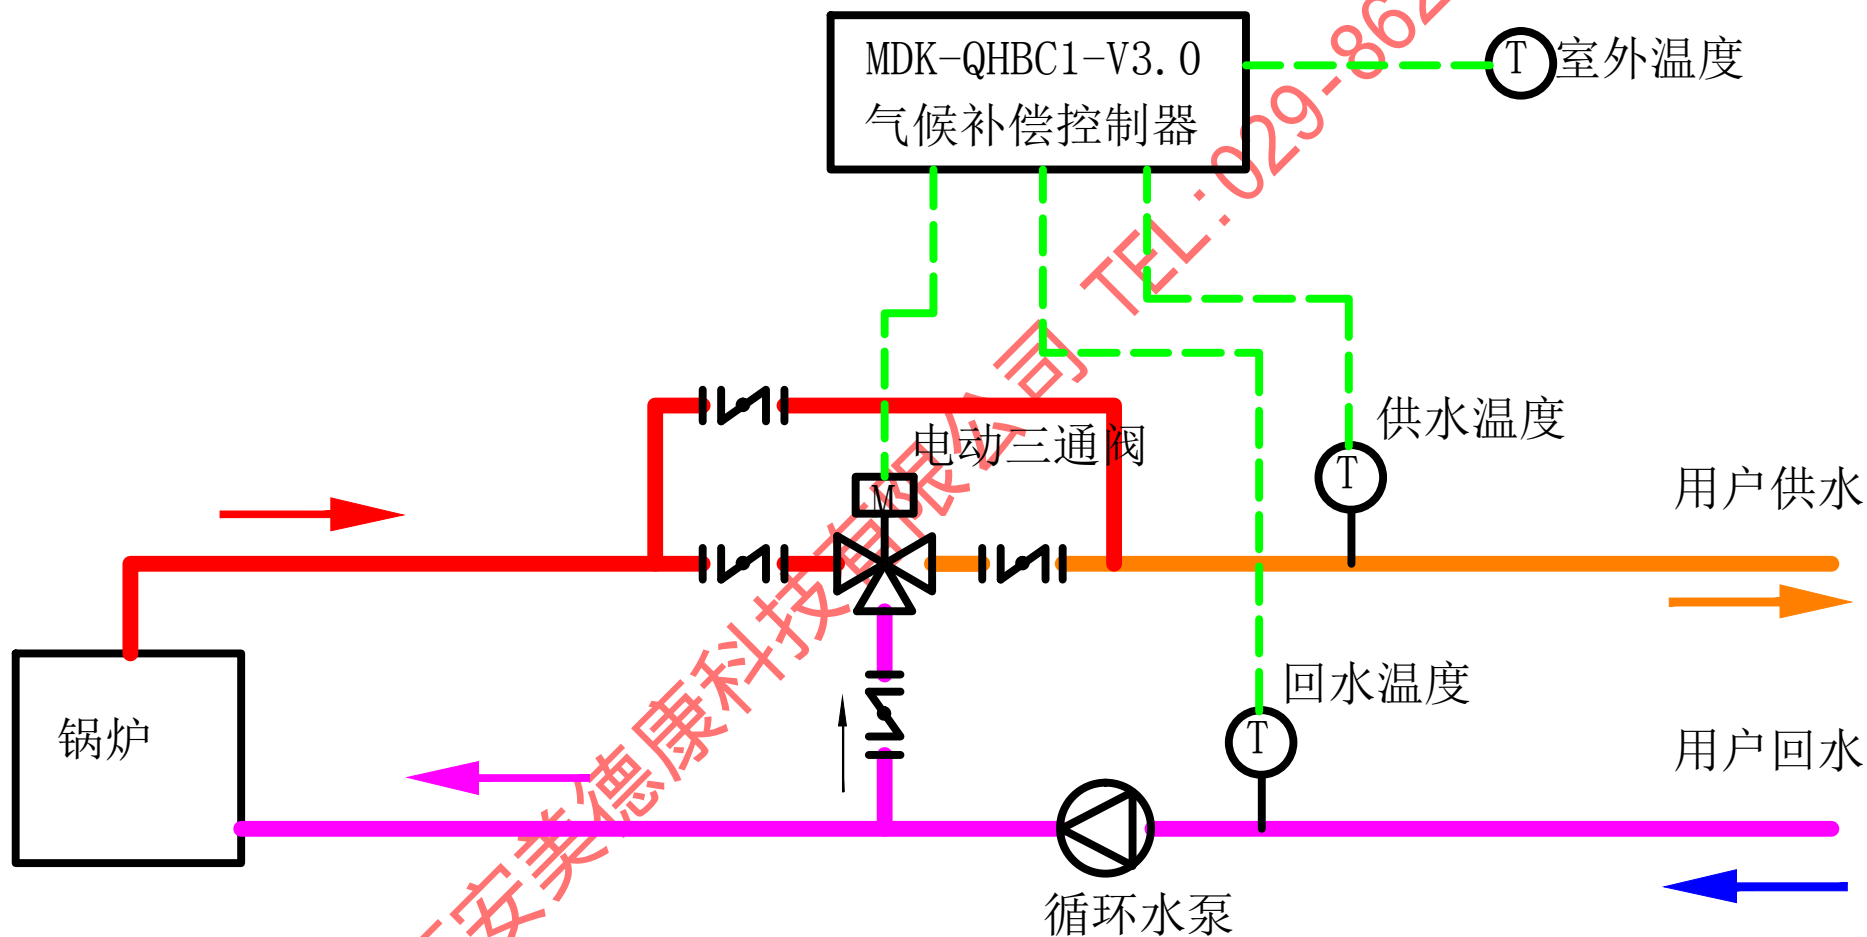 MDK-QHBC1-V3.0
气候补偿控制器
T
室外温度
电动三通阀
M
供水温度
T
用户供水
锅炉
回水温度
T
用户回水
循环水泵
安美德康科技有限公司 TEL:029-862